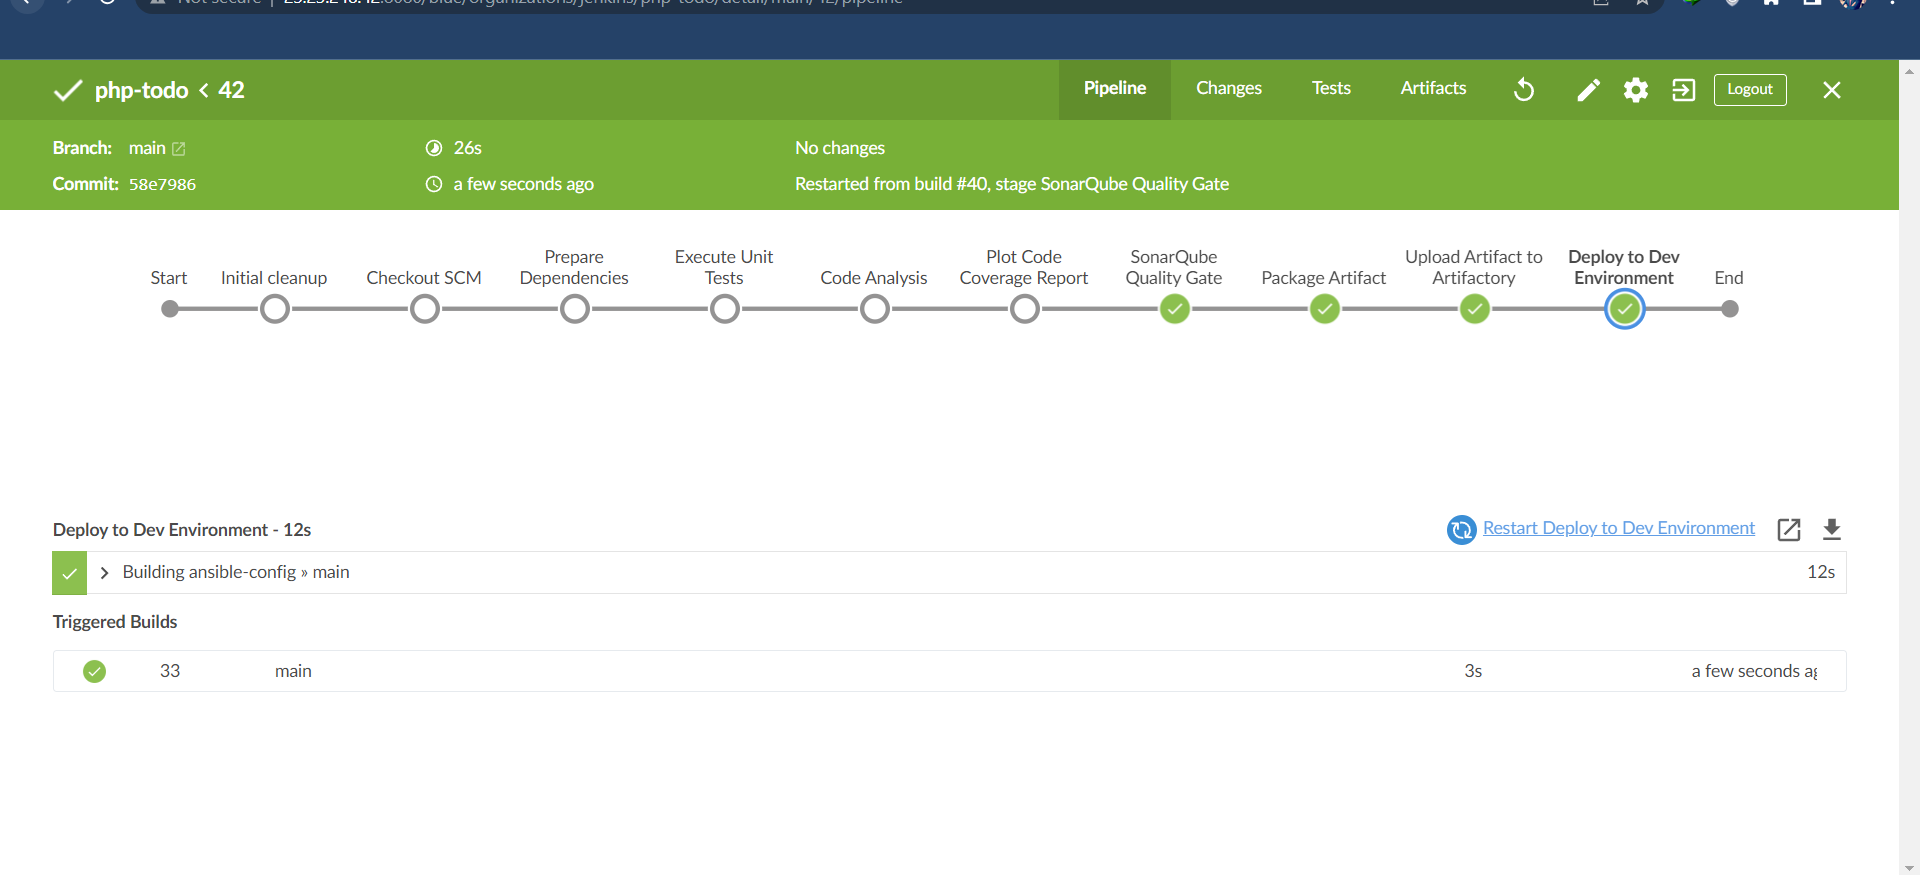 php-todo < 42
Pipeline
Changes
Tests
Artifacts
Logout
Branch: main
26s
No changes
Commit: 58e7986
a few seconds ago
Restarted from build #40, stage SonarQube Quality Gate
Start
Initial cleanup
Checkout SCM
Prepare
Dependencies
Execute Unit
Tests
Code Analysis
Plot Code
Coverage Report
SonarQube
Quality Gate
Package Artifact
Upload Artifact to
Artifactory
Deploy to Dev
Environment
End
Deploy to Dev Environment - 12s
Restart Deploy to Dev Environment
Building ansible-config » main
12s
Triggered Builds
33
main
3s
a few seconds